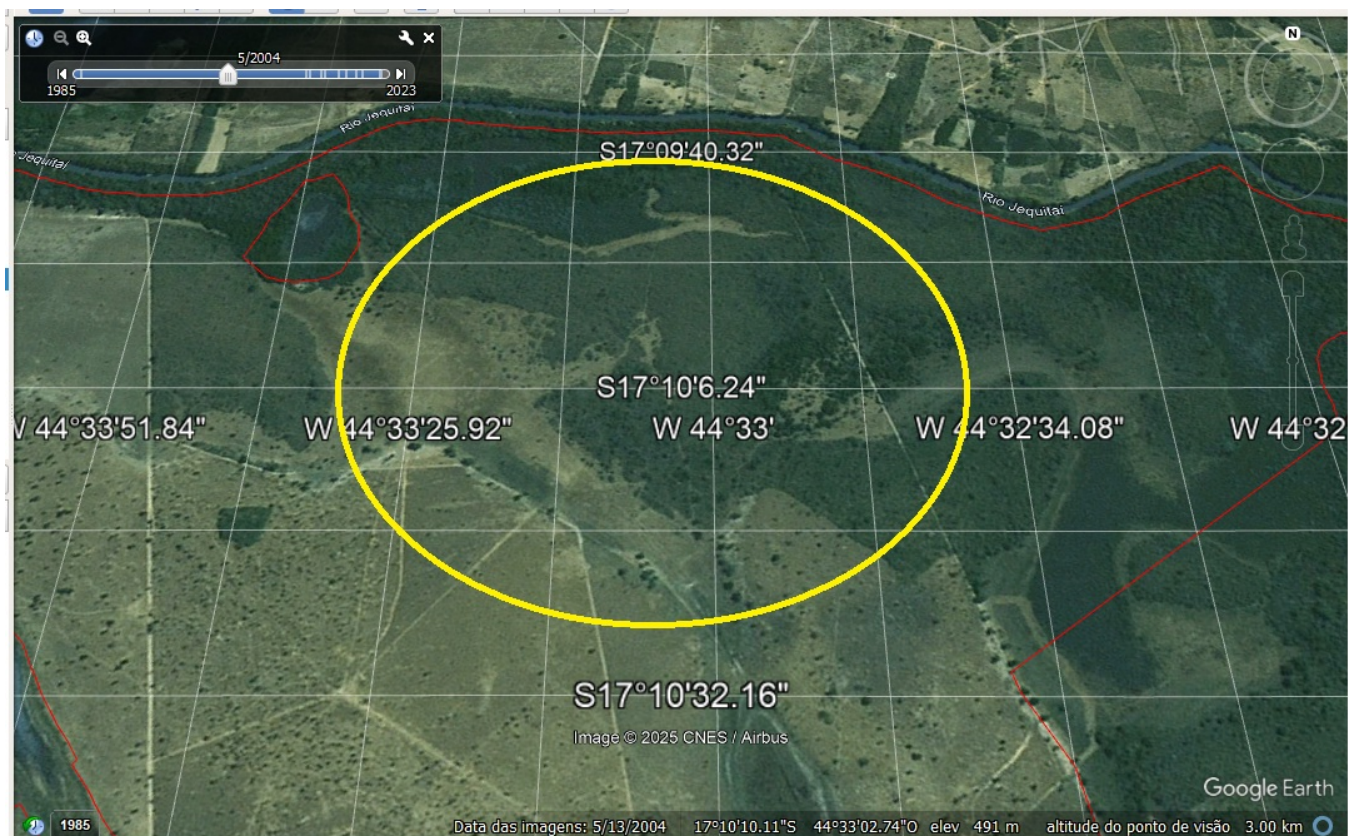 5/2004
1985
2023
N
Rio Jequitaí
Jequitaí
S17°09'40.32"
Rio Jequitaí
S17°10'6.24"
W 44°33'51.84"
W 44°33'25.92"
W 44°33'
W 44°32'34.08"
W 44°32
S17°10'32.16"
Image © 2025 CNES / Airbus
Google Earth
1985
Data das imagens: 5/13/2004 17°10'10.11"S 44°33'02.74"O elev 491 m altitude do ponto de visão 3.00 km